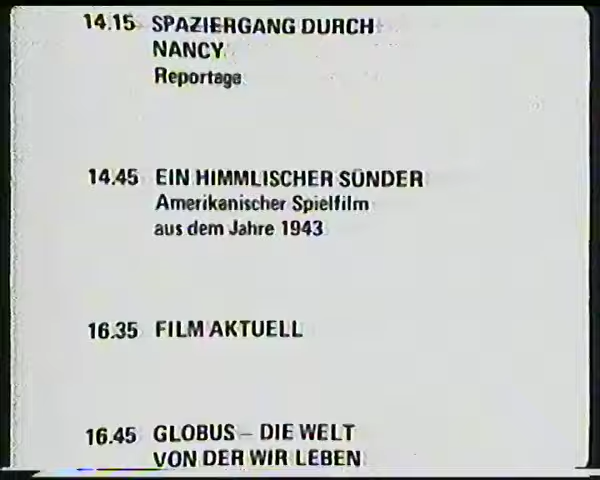 14.15 SPAZIERGANG DURCH
NANCY
Reportage
14.45 EIN HIMMLISCHER SÜNDER
Amerikanischer Spielfilm
aus dem Jahre 1943
16.35 FILM AKTUELL
16.45 GLOBUS – DIE WELT
VON DER WIR LEBEN